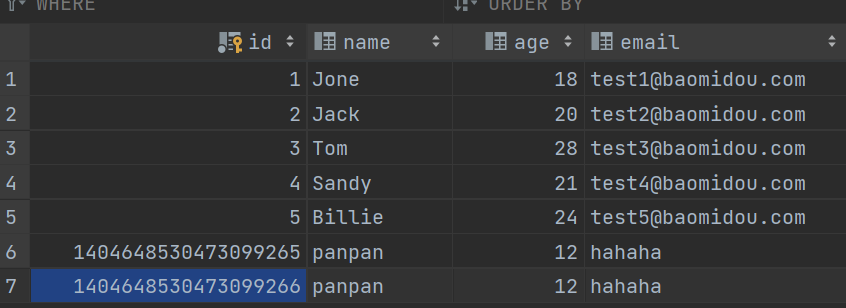 WHERE ORDER BY
id name age email
1 1 Jone 18 test1@baomidou.com
2 2 Jack 20 test2@baomidou.com
3 3 Tom 28 test3@baomidou.com
4 4 Sandy 21 test4@baomidou.com
5 5 Billie 24 test5@baomidou.com
6 1404648530473099265 panpan 12 hahaha
7 1404648530473099266 panpan 12 hahaha